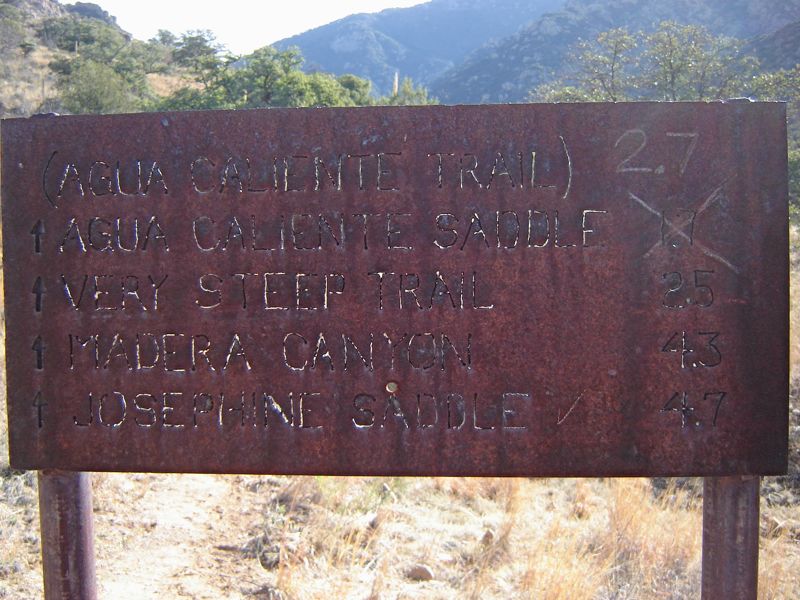 (AGUA CALIENTE TRAIL) 2.7
↑ AGUA CALIENTE SADDLE 1.7
↑ VERY STEEP TRAIL 2.5
↑ MADERA CANYON 4.3
↑ JOSEPHINE SADDLE ✓ 4.7